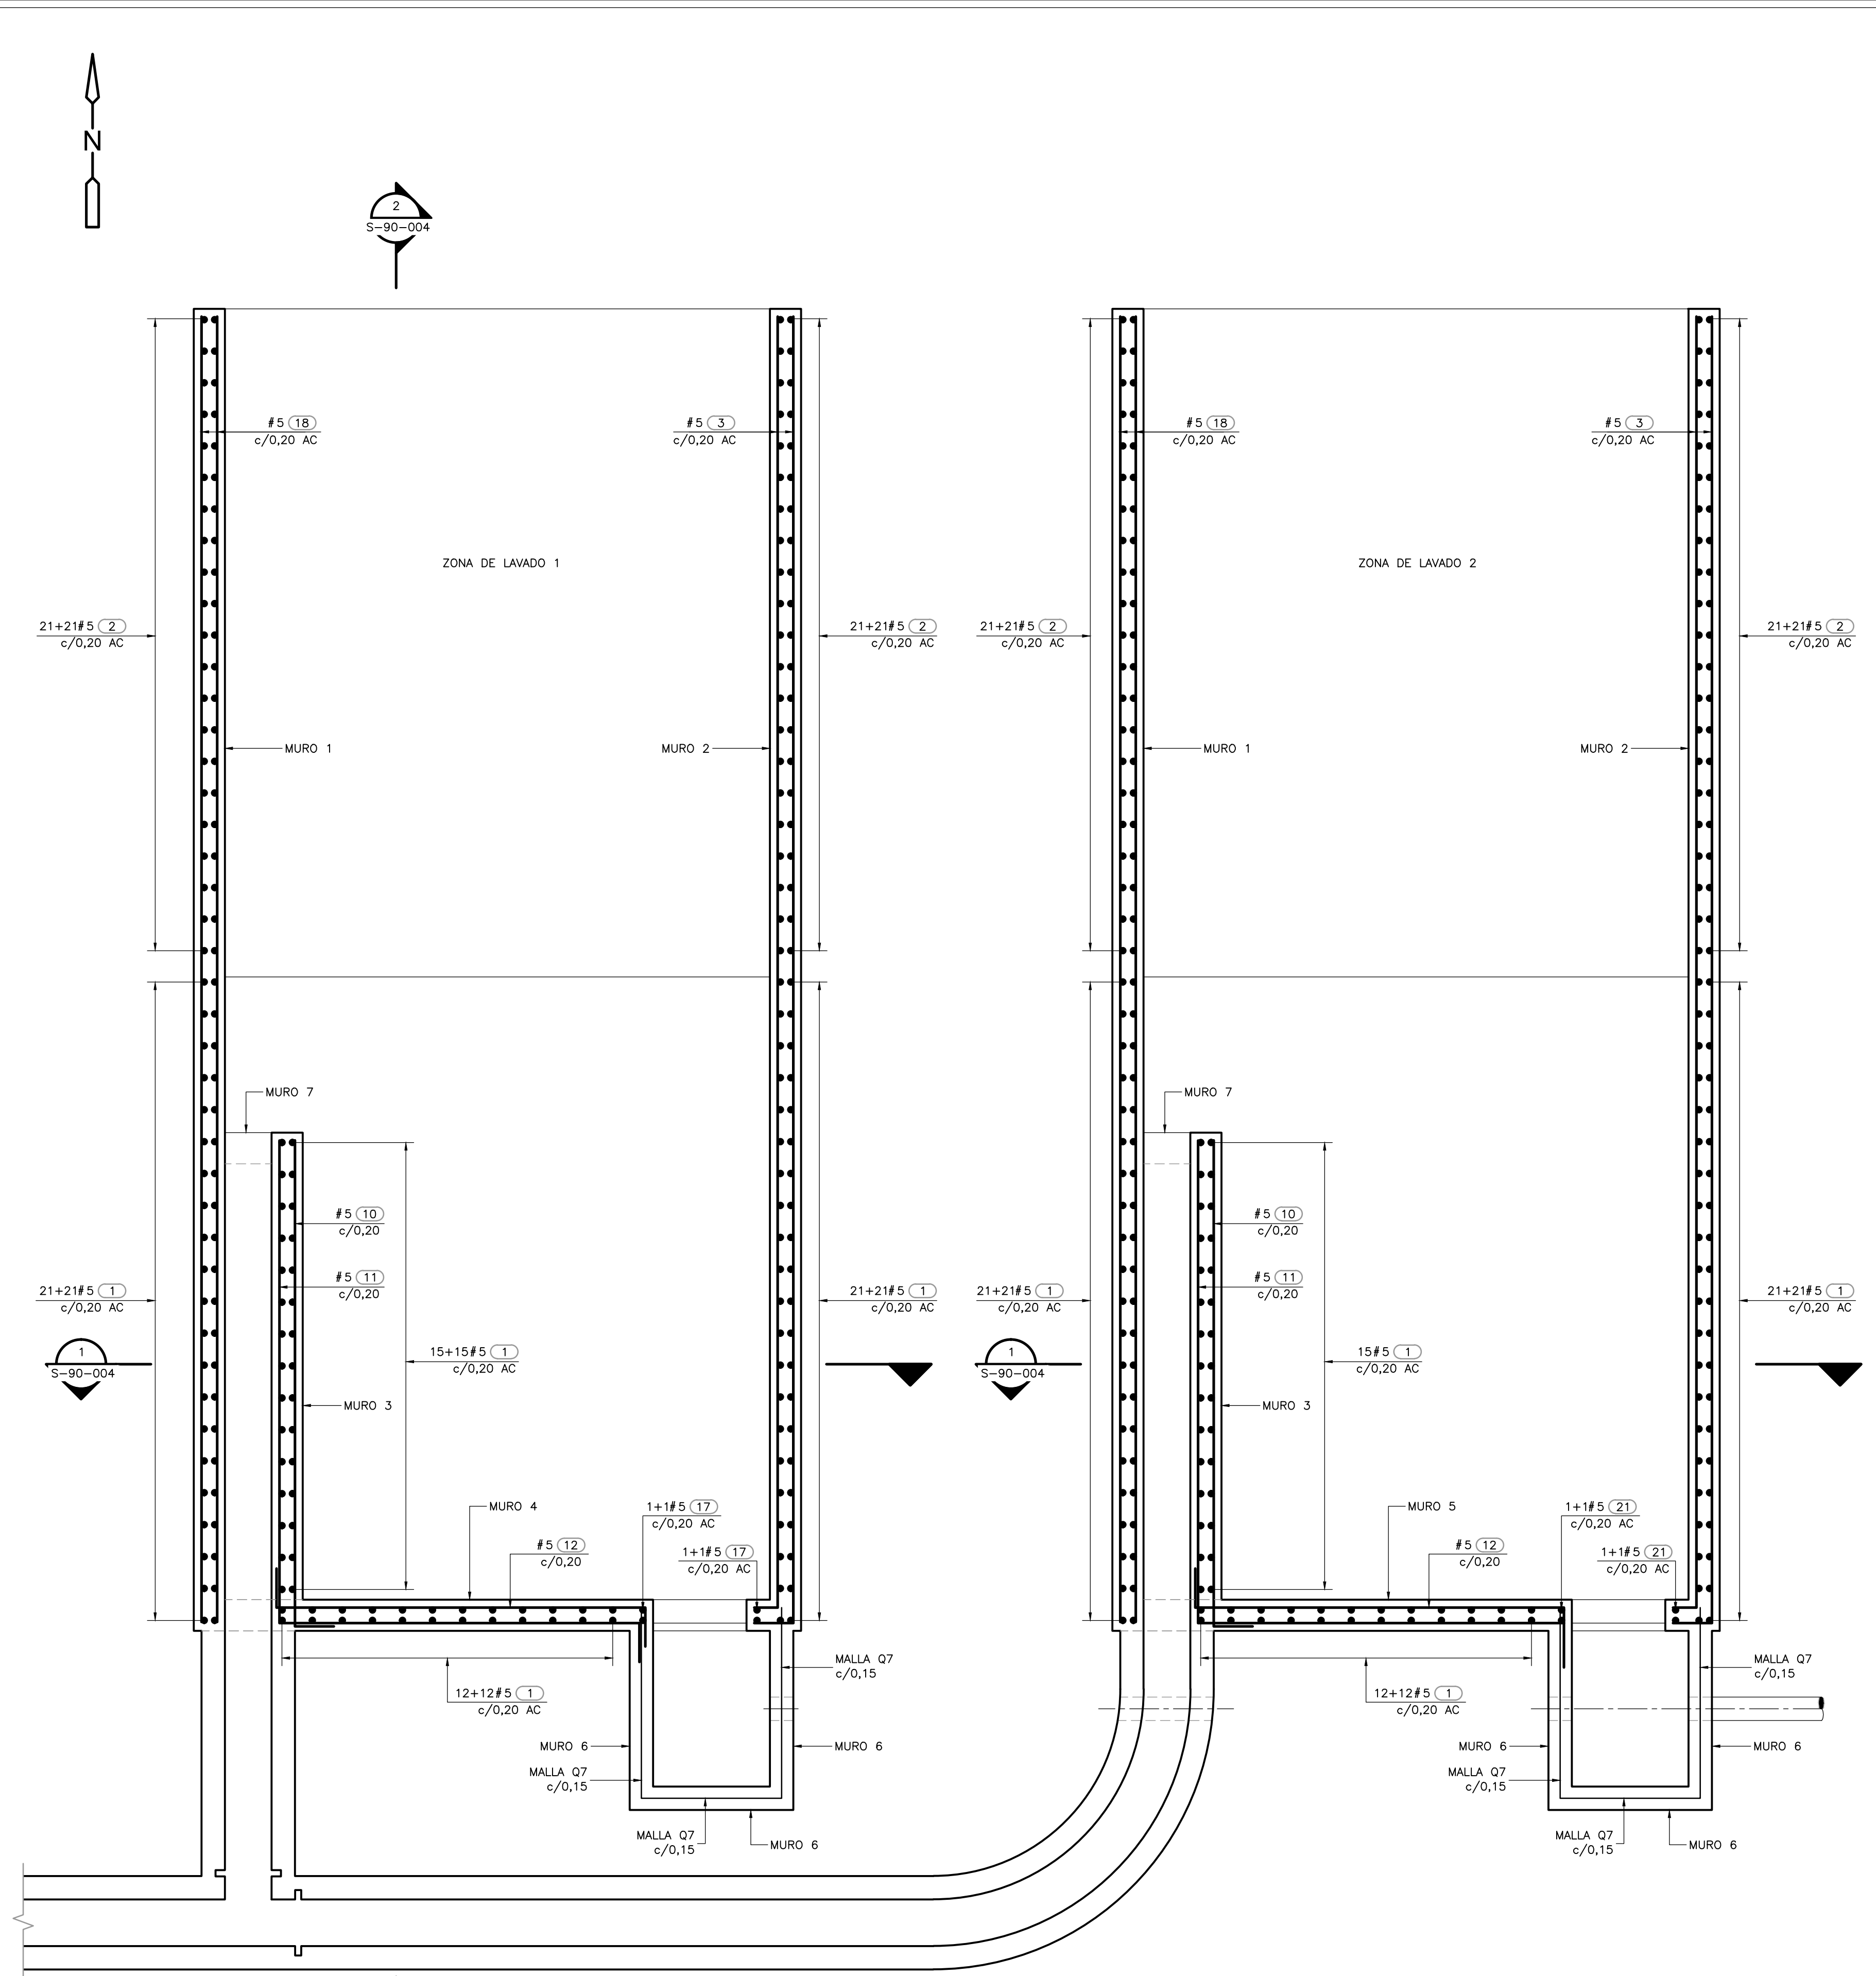 N
2
S-90-004
#5 18
c/0,20 AC
#5 3
c/0,20 AC
#5 18
c/0,20 AC
#5 3
c/0,20 AC
ZONA DE LAVADO 1
ZONA DE LAVADO 2
21+21#5 2
c/0,20 AC
21+21#5 2
c/0,20 AC
21+21#5 2
c/0,20 AC
21+21#5 2
c/0,20 AC
MURO 1
MURO 2
MURO 1
MURO 2
MURO 7
MURO 7
#5 10
c/0,20
#5 10
c/0,20
#5 11
c/0,20
#5 11
c/0,20
21+21#5 1
c/0,20 AC
21+21#5 1
c/0,20 AC
21+21#5 1
c/0,20 AC
21+21#5 1
c/0,20 AC
1
S-90-004
15+15#5 1
c/0,20 AC
1
S-90-004
15#5 1
c/0,20 AC
MURO 3
MURO 3
MURO 4
1+1#5 17
c/0,20 AC
MURO 5
1+1#5 21
c/0,20 AC
#5 12
c/0,20
1+1#5 17
c/0,20 AC
#5 12
c/0,20
1+1#5 21
c/0,20 AC
MALLA Q7
c/0,15
MALLA Q7
c/0,15
12+12#5 1
c/0,20 AC
12+12#5 1
c/0,20 AC
MURO 6
MURO 6
MURO 6
MURO 6
MALLA Q7
c/0,15
MALLA Q7
c/0,15
MALLA Q7
c/0,15
MURO 6
MALLA Q7
c/0,15
MURO 6